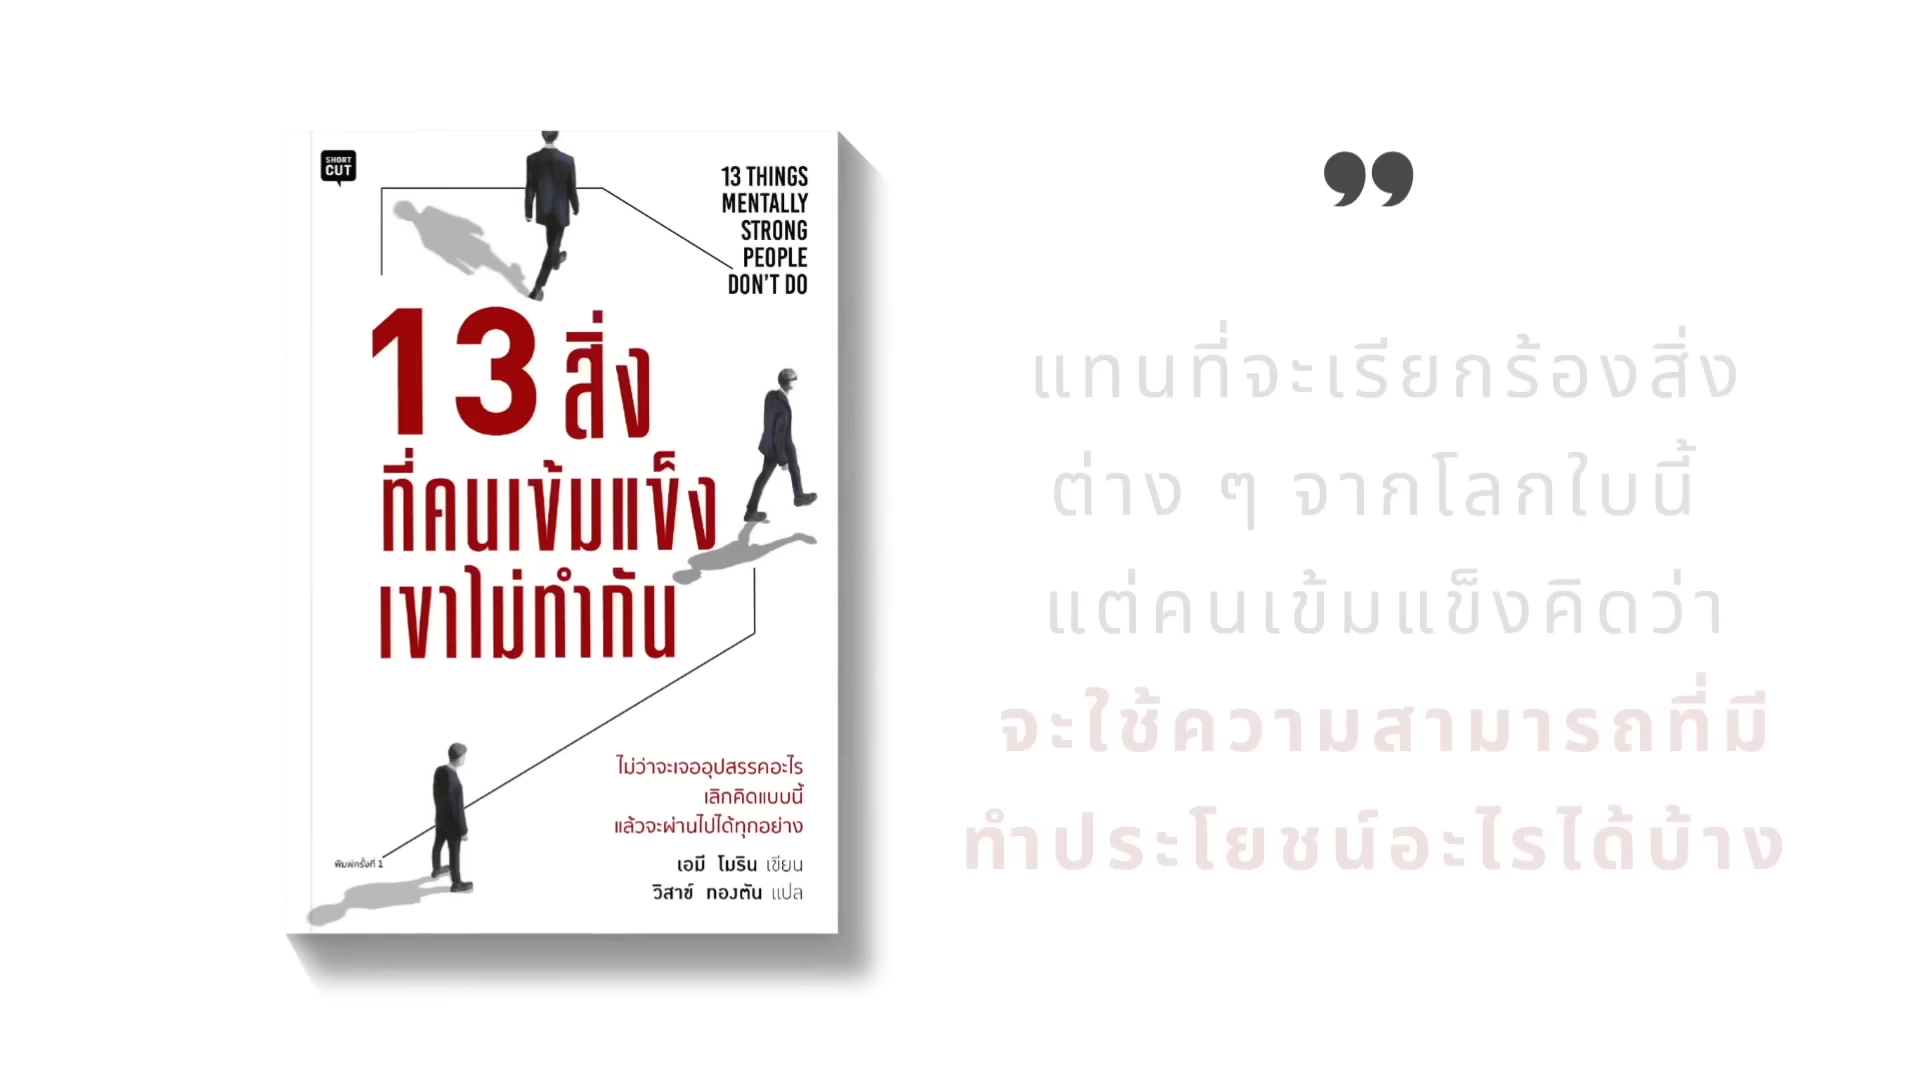 SHORT
CUT
13 THINGS
MENTALLY
STRONG
PEOPLE
DON'T DO
13 สิ่ง
ที่คนเข้มแข็ง
เขาไม่ทำกัน
ไม่ว่าจะเจออุปสรรคอะไร
เลิกคิดแบบนี้
แล้วจะผ่านไปได้ทุกอย่าง
เอมี โมริน เขียน
วิสาข์ ทองตัน แปล
พิมพ์ครั้งที่ 1
”
แทนที่จะเรียกร้องสิ่ง
ต่าง ๆ จากโลกใบนี้
แต่คนเข้มแข็งคิดว่า
จะใช้ความสามารถที่มี
ทำประโยชน์อะไรได้บ้าง